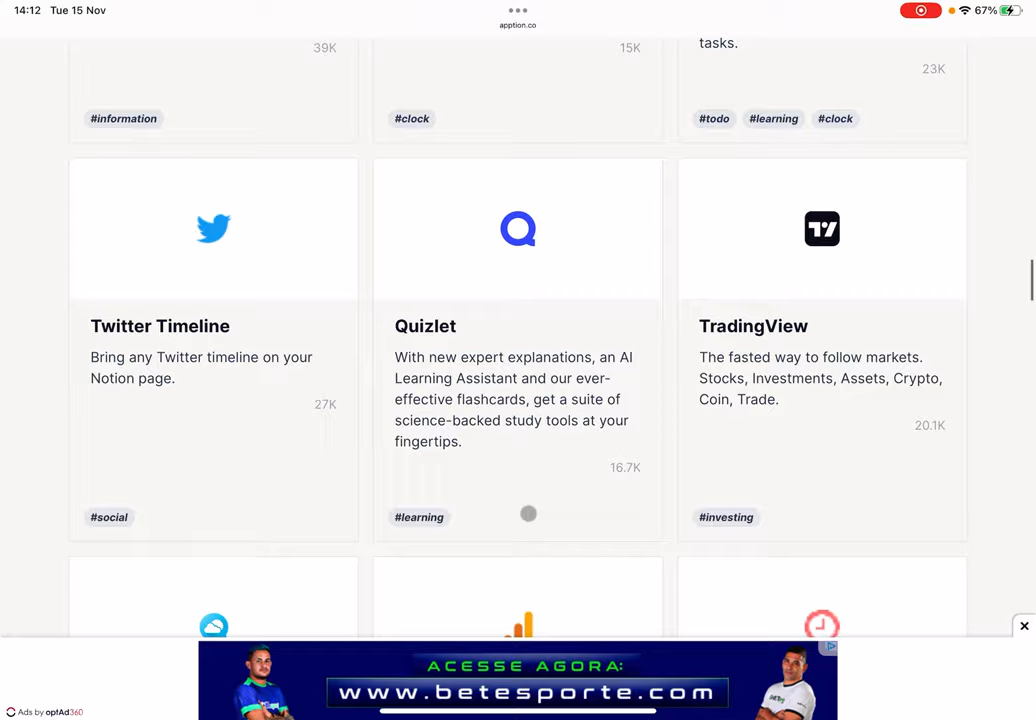 14:12 Tue 15 Nov
67%
apption.co
39K
15K
tasks.
23K
#information
#clock
#todo #learning #clock
Twitter Timeline
Bring any Twitter timeline on your
Notion page.
27K
#social
Quizlet
With new expert explanations, an AI
Learning Assistant and our ever-
effective flashcards, get a suite of
science-backed study tools at your
fingertips.
16.7K
#learning
TradingView
The fasted way to follow markets.
Stocks, Investments, Assets, Crypto,
Coin, Trade.
20.1K
#investing
ACESSE AGORA:
www.betesporte.com
Ads by optAd360